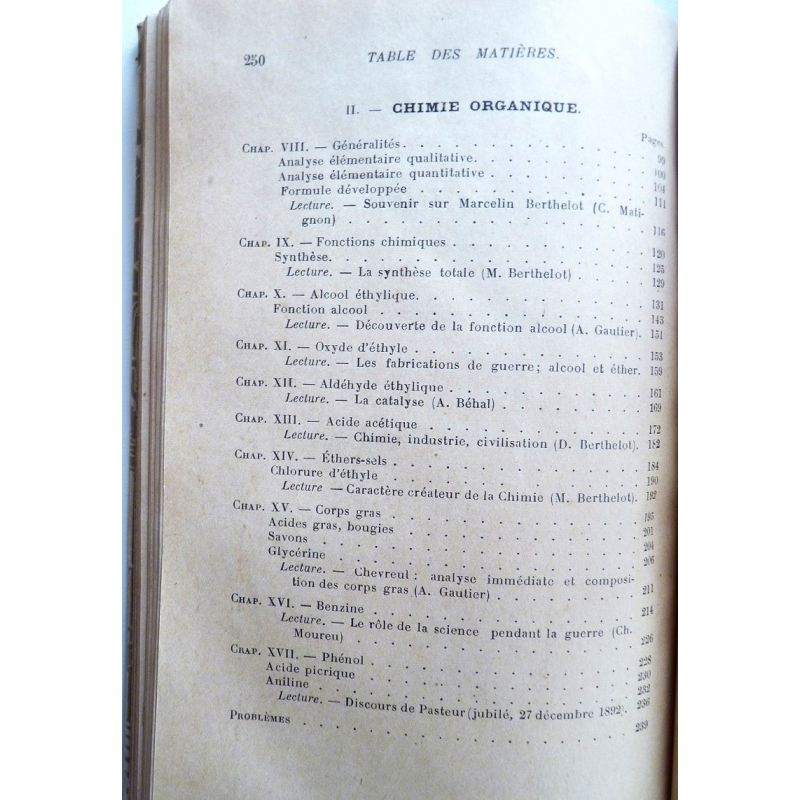 250 TABLE DES MATIÈRES.
II. — CHIMIE ORGANIQUE.
Pages.
CHAP. VIII. — Généralités. . . . . . . . . . . . 99
Analyse élémentaire qualitative. . . . . . . . . . 100
Analyse élémentaire quantitative . . . . . . . . . 104
Formule développée . . . . . . . . . . . . 111
Lecture. — Souvenir sur Marcelin Berthelot (C. Mati-
gnon) . . . . . . . . . . . . . . . 116
CHAP. IX. — Fonctions chimiques . . . . . . . . . 120
Synthèse. . . . . . . . . . . . . . . . 125
Lecture. — La synthèse totale (M. Berthelot) . . . . 129
CHAP. X. — Alcool éthylique. . . . . . . . . . . 131
Fonction alcool . . . . . . . . . . . . . 143
Lecture. — Découverte de la fonction alcool (A. Gautier). 151
CHAP. XI. — Oxyde d'éthyle . . . . . . . . . . . 153
Lecture. — Les fabrications de guerre; alcool et éther. 159
CHAP. XII. — Aldéhyde éthylique . . . . . . . . . 161
Lecture. — La catalyse (A. Béhal) . . . . . . . . 169
CHAP. XIII. — Acide acétique . . . . . . . . . . 172
Lecture. — Chimie, industrie, civilisation (D. Berthelot). 182
CHAP. XIV. — Éthers-sels . . . . . . . . . . . . 184
Chlorure d'éthyle . . . . . . . . . . . . 190
Lecture — Caractère créateur de la Chimie (M. Berthelot). 192
CHAP. XV. — Corps gras . . . . . . . . . . . . 195
Acides gras, bougies . . . . . . . . . . . . 201
Savons . . . . . . . . . . . . . . . . 204
Glycérine . . . . . . . . . . . . . . . 206
Lecture. — Chevreul : analyse immédiate et composi-
tion des corps gras (A. Gautier) . . . . . . . . 211
CHAP. XVI. — Benzine . . . . . . . . . . . . . 214
Lecture. — Le rôle de la science pendant la guerre (Ch.
Moureu) . . . . . . . . . . . . . . . 226
CHAP. XVII. — Phénol . . . . . . . . . . . . . 228
Acide picrique . . . . . . . . . . . . . . 230
Aniline . . . . . . . . . . . . . . . . 232
Lecture. — Discours de Pasteur (jubilé, 27 décembre 1892). 236
PROBLÈMES . . . . . . . . . . . . . . . . 239